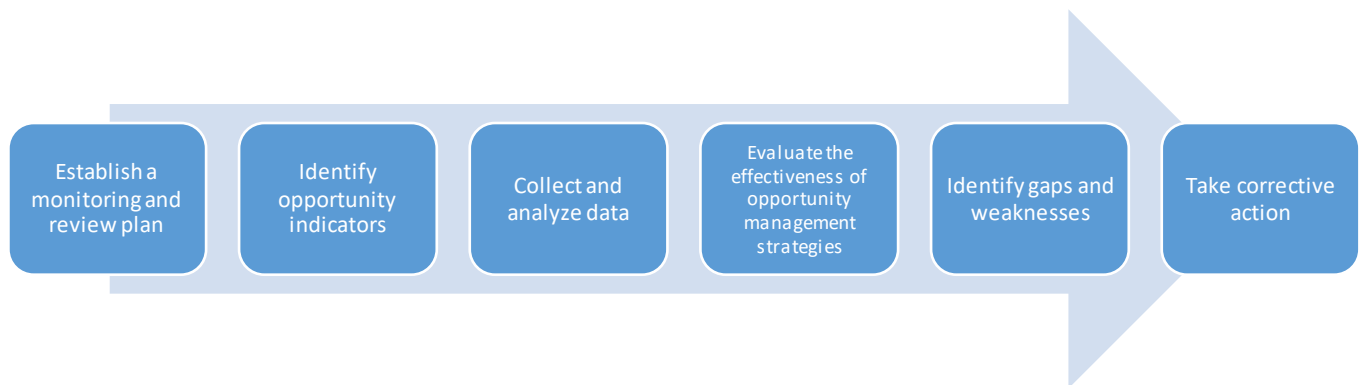 Establish a
monitoring and
review plan
Identify
opportunity
indicators
Collect and
analyze data
Evaluate the
effectiveness of
opportunity
management
strategies
Identify gaps and
weaknesses
Take corrective
action